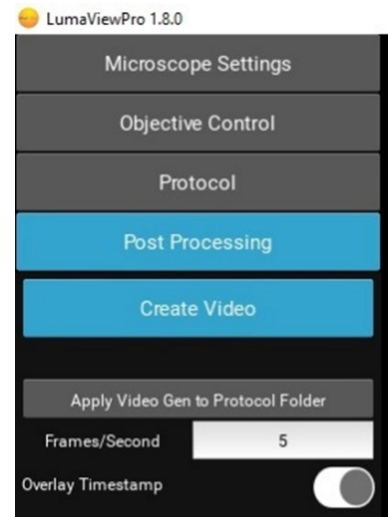 LumaViewPro 1.8.0
Microscope Settings
Objective Control
Protocol
Post Processing
Create Video
Apply Video Gen to Protocol Folder
Frames/Second 5
Overlay Timestamp